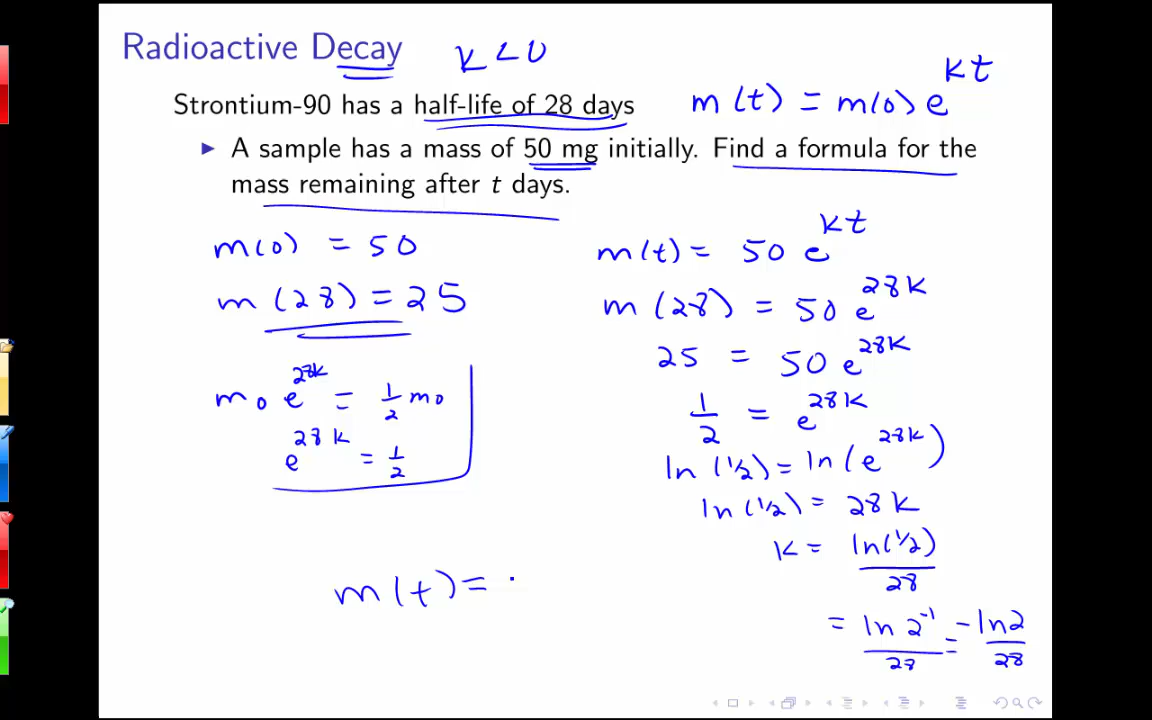 Radioactive Decay
k < 0
Strontium-90 has a half-life of 28 days
m(t) = m(0) e^{kt}
▶ A sample has a mass of 50 mg initially. Find a formula for the
mass remaining after t days.
m(0) = 50
m(28) = 25
m₀ e^{28k} = 1/2 m₀
e^{28k} = 1/2
m(t) = 50 e^{kt}
m(28) = 50 e^{28k}
25 = 50 e^{28k}
1/2 = e^{28k}
ln(1/2) = ln(e^{28k})
ln(1/2) = 28k
k = ln(1/2)/28
= ln 2^{-1}/28 = -ln2/28
m(t) =